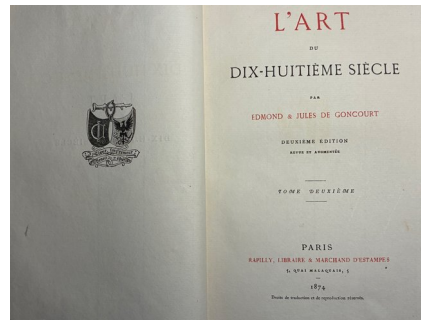 L'ART
DU
DIX-HUITIÈME SIÈCLE
PAR
EDMOND & JULES DE GONCOURT
DEUXIÈME ÉDITION
REVUE ET AUGMENTÉE
TOME DEUXIÈME
PARIS
RAPILLY, LIBRAIRE & MARCHAND D'ESTAMPES
5, QUAI MALAQUAIS, 5
1874
Droits de traduction et de reproduction réservés.